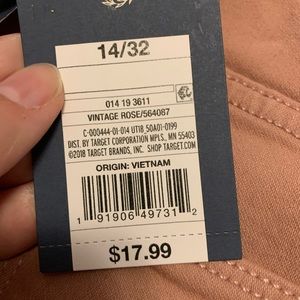 14/32
014 19 3611
VINTAGE ROSE/564087
C-000444-01-014 UT18_50A01-0199
DIST. BY TARGET CORPORATION MPLS., MN 55403
©2018 TARGET BRANDS, INC. SHOP TARGET.COM
ORIGIN: VIETNAM
1 91906 49731 2
$17.99